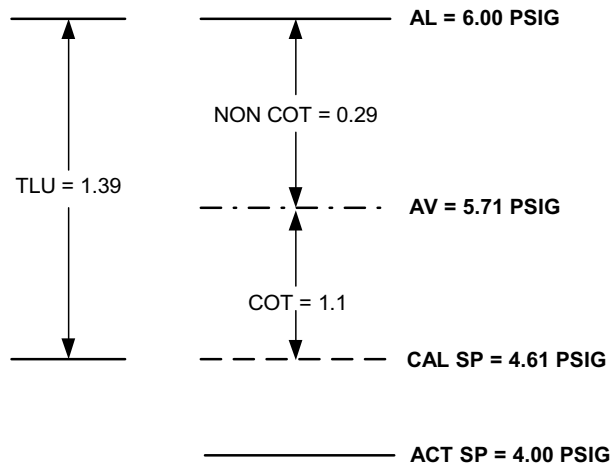 AL = 6.00 PSIG
NON COT = 0.29
TLU = 1.39
AV = 5.71 PSIG
COT = 1.1
CAL SP = 4.61 PSIG
ACT SP = 4.00 PSIG